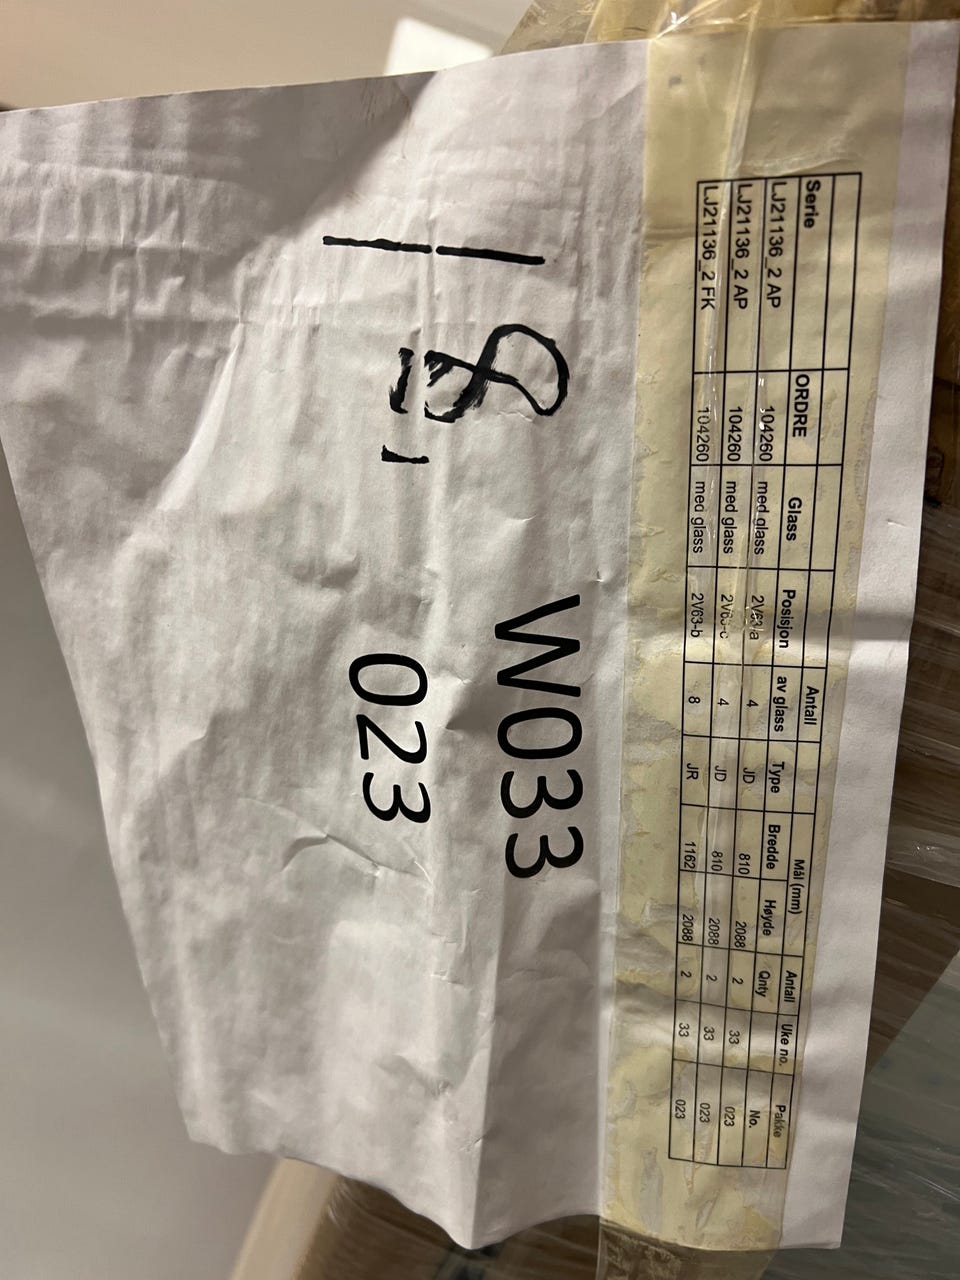 Antall Mål (mm) Antall Uke no. Pakke
Serie ORDRE Glass Posisjon av glass Type Bredde Høyde Qnty No.
LJ21136_2 AP 104260 med glass 2V63-a 4 JD 810 2088 2 33 023
LJ21136_2 AP 104260 med glass 2V63-c 4 JD 810 2088 2 33 023
LJ21136_2 FK 104260 med glass 2V63-b 8 JR 1162 2088 2 33 023
W033
023